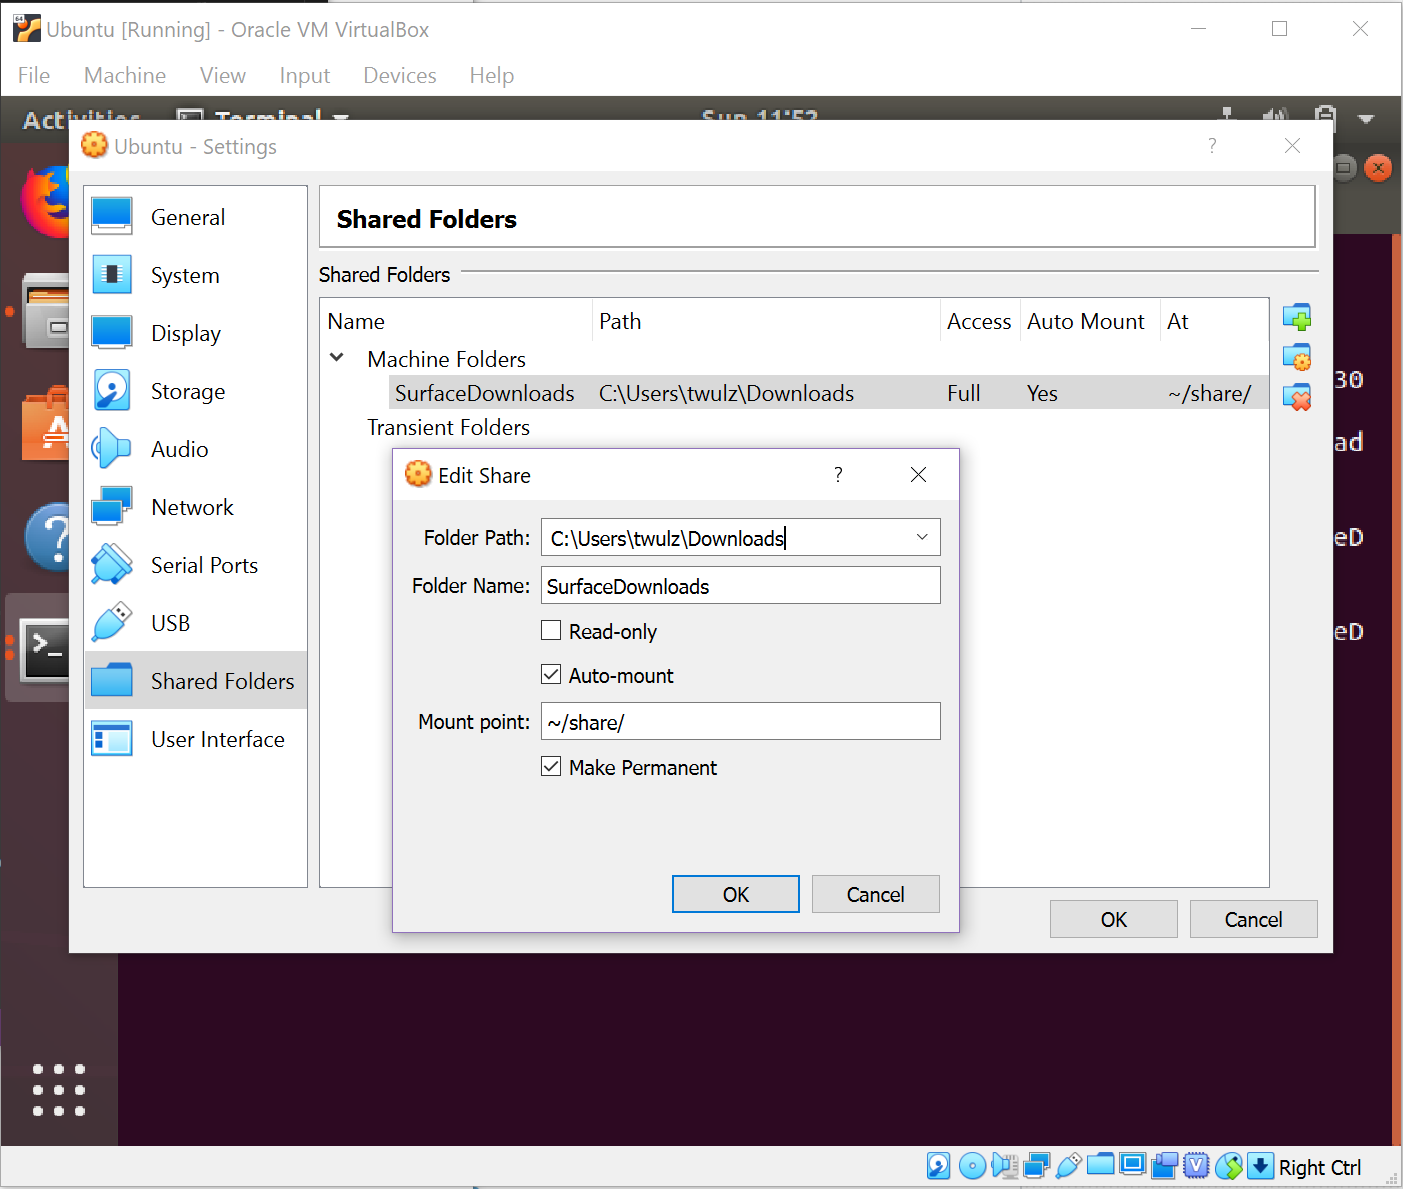 Ubuntu [Running] - Oracle VM VirtualBox
File Machine View Input Devices Help
Activities Terminal Sun 11:52
Ubuntu - Settings ?
General
System
Display
Storage
Audio
Network
Serial Ports
USB
Shared Folders
User Interface
Shared Folders
Shared Folders
Name Path Access Auto Mount At
Machine Folders
SurfaceDownloads C:\Users\twulz\Downloads Full Yes ~/share/
Transient Folders
Edit Share ?
Folder Path: C:\Users\twulz\Downloads
Folder Name: SurfaceDownloads
Read-only
Auto-mount
Mount point: ~/share/
Make Permanent
OK Cancel
OK Cancel
30
ad
eD
eD
Right Ctrl